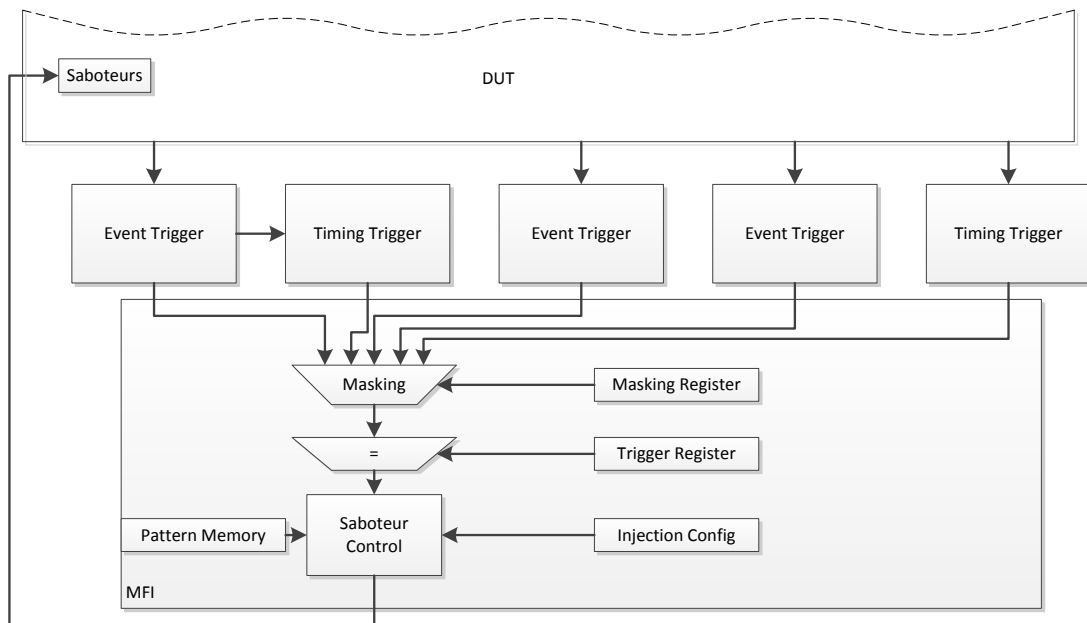 Saboteurs
DUT
Event Trigger
Timing Trigger
Event Trigger
Event Trigger
Timing Trigger
Masking
Masking Register
=
Trigger Register
Pattern Memory
Saboteur
Control
Injection Config
MFI